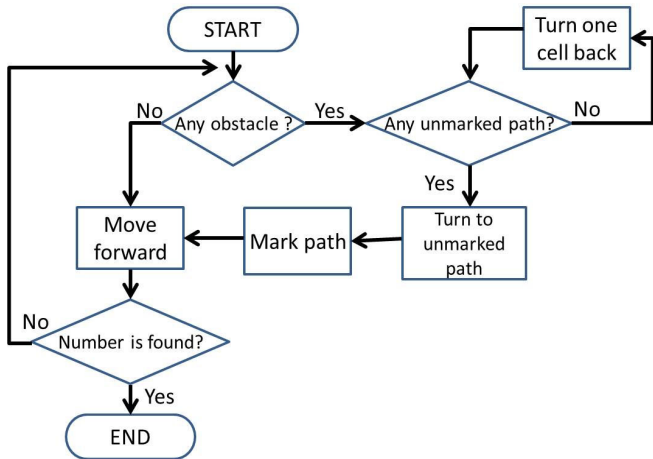 START
Turn one
cell back
No
Any obstacle ?
Yes
Any unmarked path?
No
Yes
Move
forward
Mark path
Turn to
unmarked
path
No
Number is found?
Yes
END